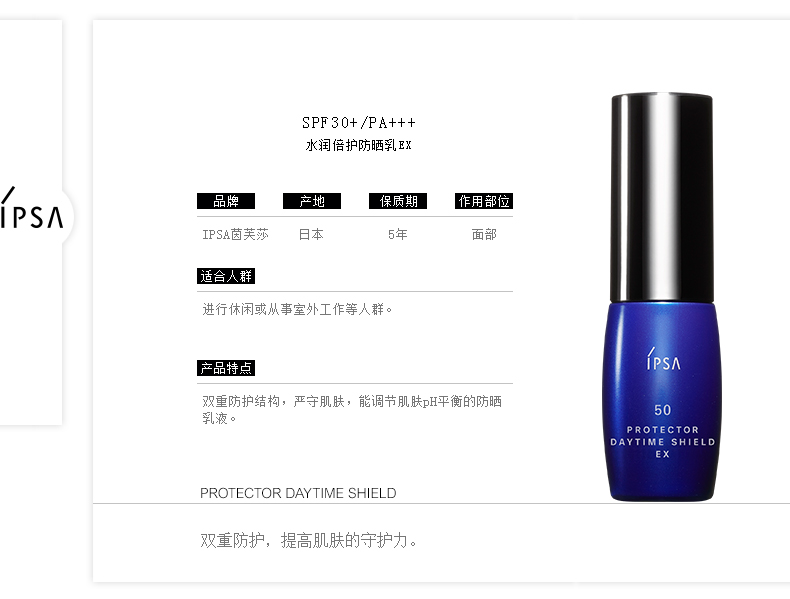 IPSA
SPF30+/PA+++
水润倍护防晒乳EX
品牌 产地 保质期 作用部位
IPSA茵芙莎 日本 5年 面部
适合人群
进行休闲或从事室外工作等人群。
产品特点
双重防护结构，严守肌肤，能调节肌肤pH平衡的防晒
乳液。
PROTECTOR DAYTIME SHIELD
双重防护，提高肌肤的守护力。
IPSA
50
PROTECTOR
DAYTIME SHIELD
EX